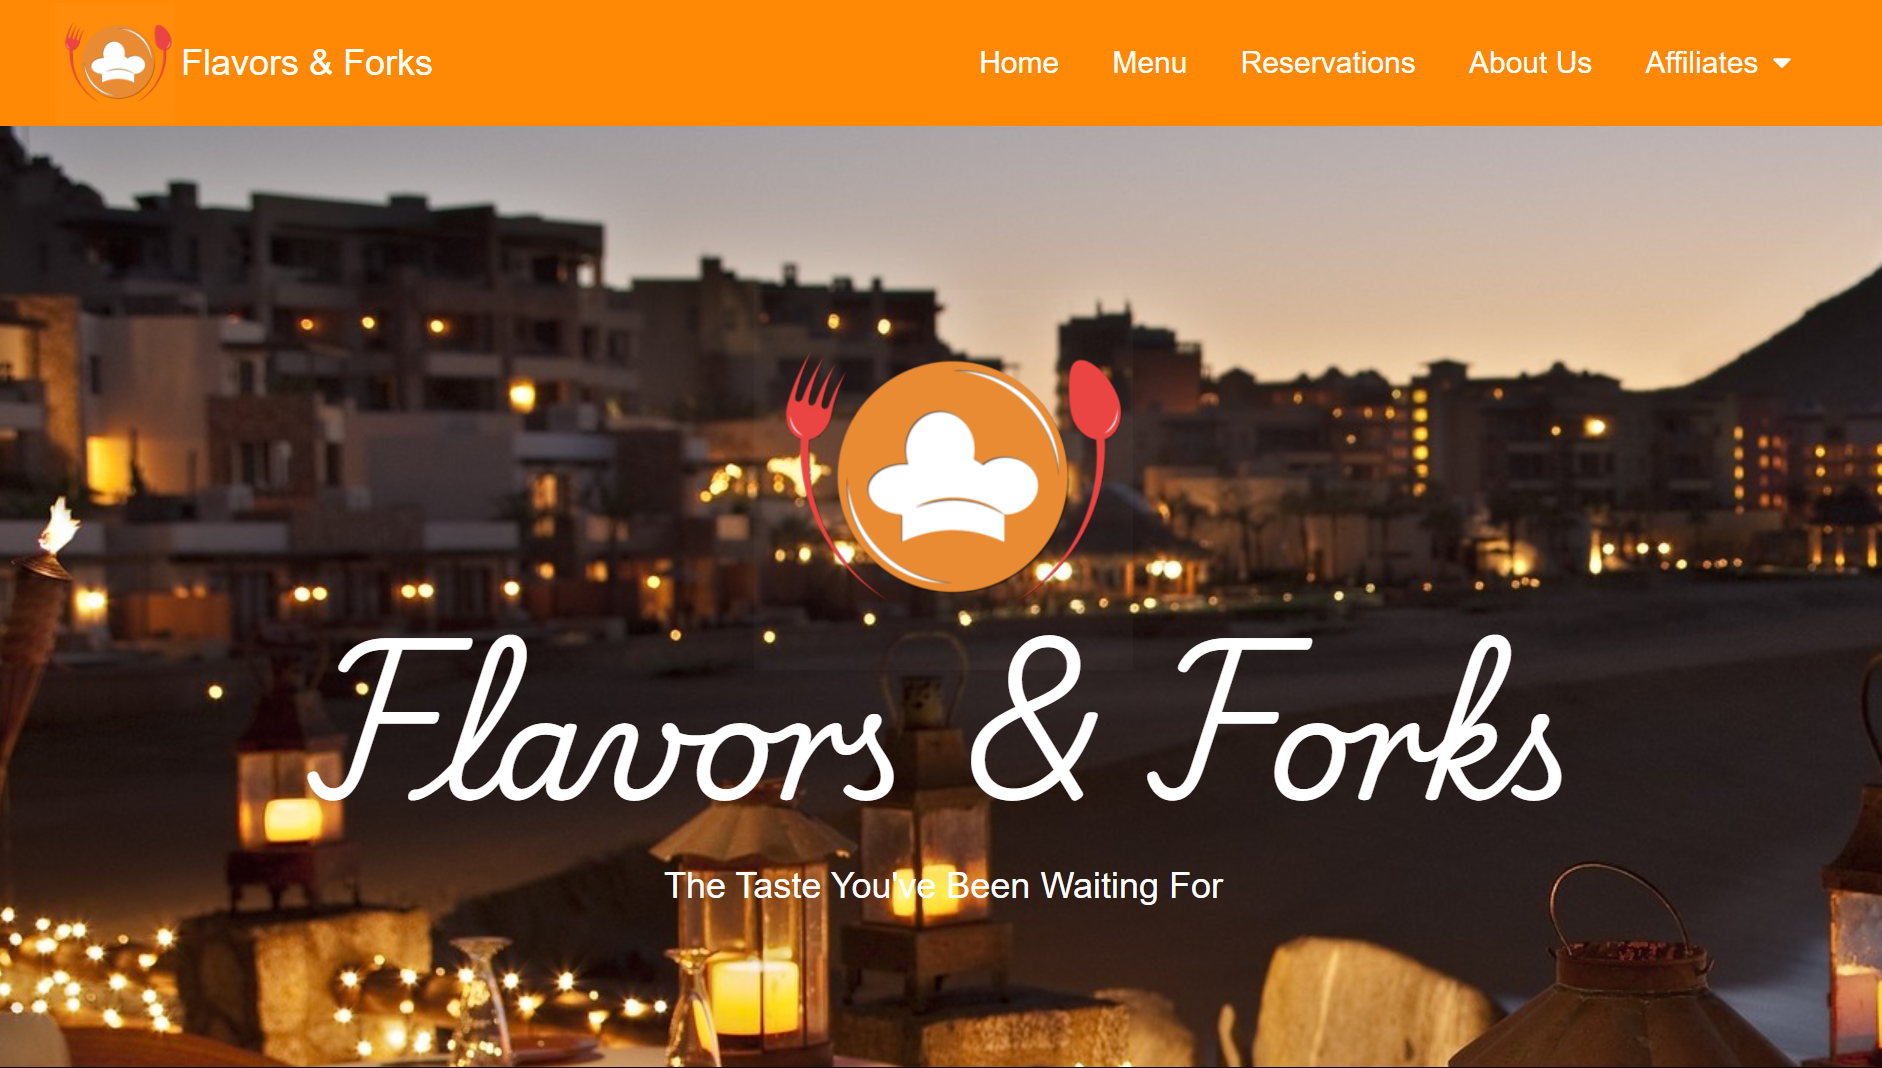 Flavors & Forks
Home
Menu
Reservations
About Us
Affiliates
Flavors & Forks
The Taste You've Been Waiting For